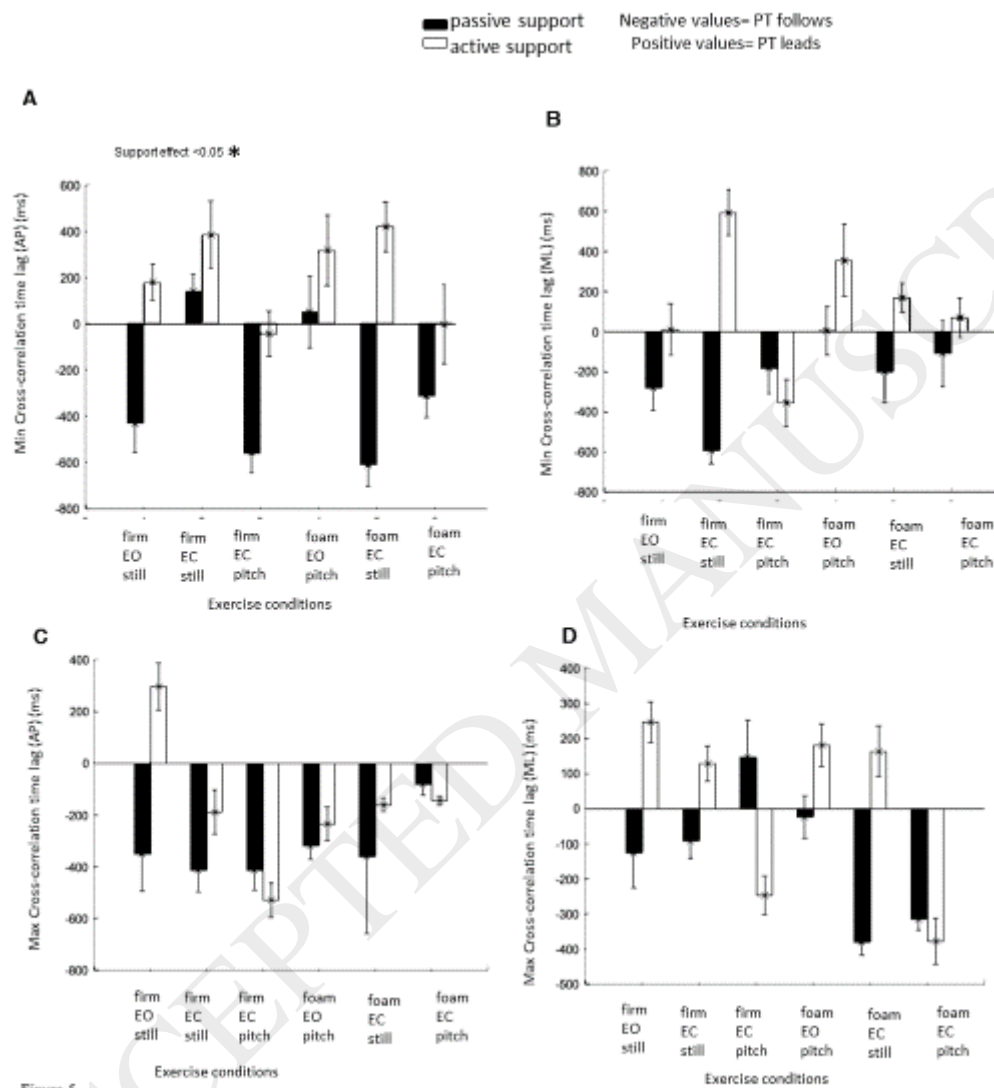 passive support
active support
Negative values= PT follows
Positive values= PT leads
A
Support effect <0.05 *
Min Cross-correlation time lag (AP) (ms)
600
400
200
0
-200
-400
-600
-800
firm EO still
firm EC still
firm EC pitch
foam EO pitch
foam EC still
foam EC pitch
Exercise conditions
B
Min Cross-correlation time lag (ML) (ms)
800
600
400
200
0
-200
-400
-600
-800
firm EO still
firm EC still
firm EC pitch
foam EO pitch
foam EC still
foam EC pitch
Exercise conditions
C
Max Cross-correlation time lag (AP) (ms)
400
200
0
-200
-400
-600
-800
firm EO still
firm EC still
firm EC pitch
foam EO pitch
foam EC still
foam EC pitch
Exercise conditions
D
Max Cross-correlation time lag (ML) (ms)
400
300
200
100
0
-100
-200
-300
-400
-500
firm EO still
firm EC still
firm EC pitch
foam EO pitch
foam EC still
foam EC pitch
Exercise conditions
CEPTED MANUSC